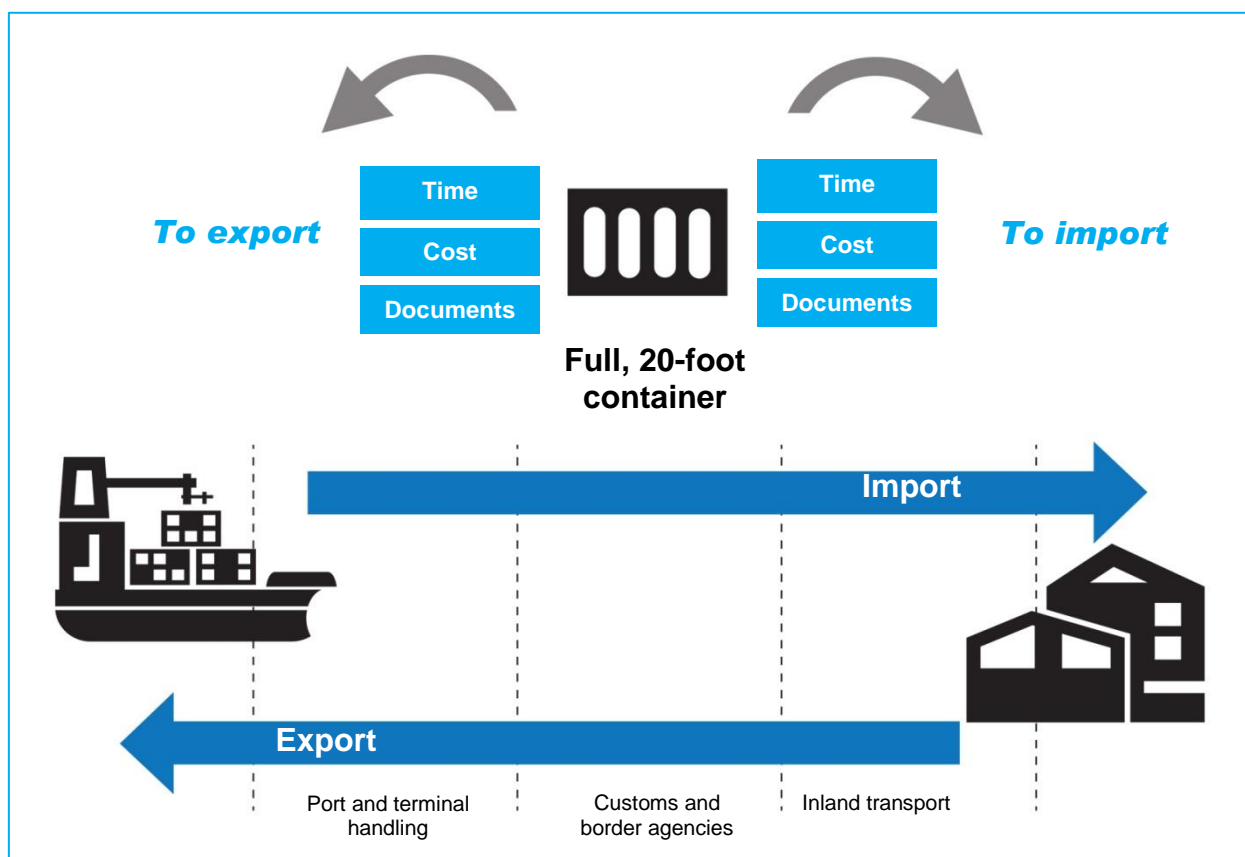 To export
Time
Cost
Documents
Full, 20-foot
container
Time
Cost
Documents
To import
Import
Export
Port and terminal
handling
Customs and
border agencies
Inland transport